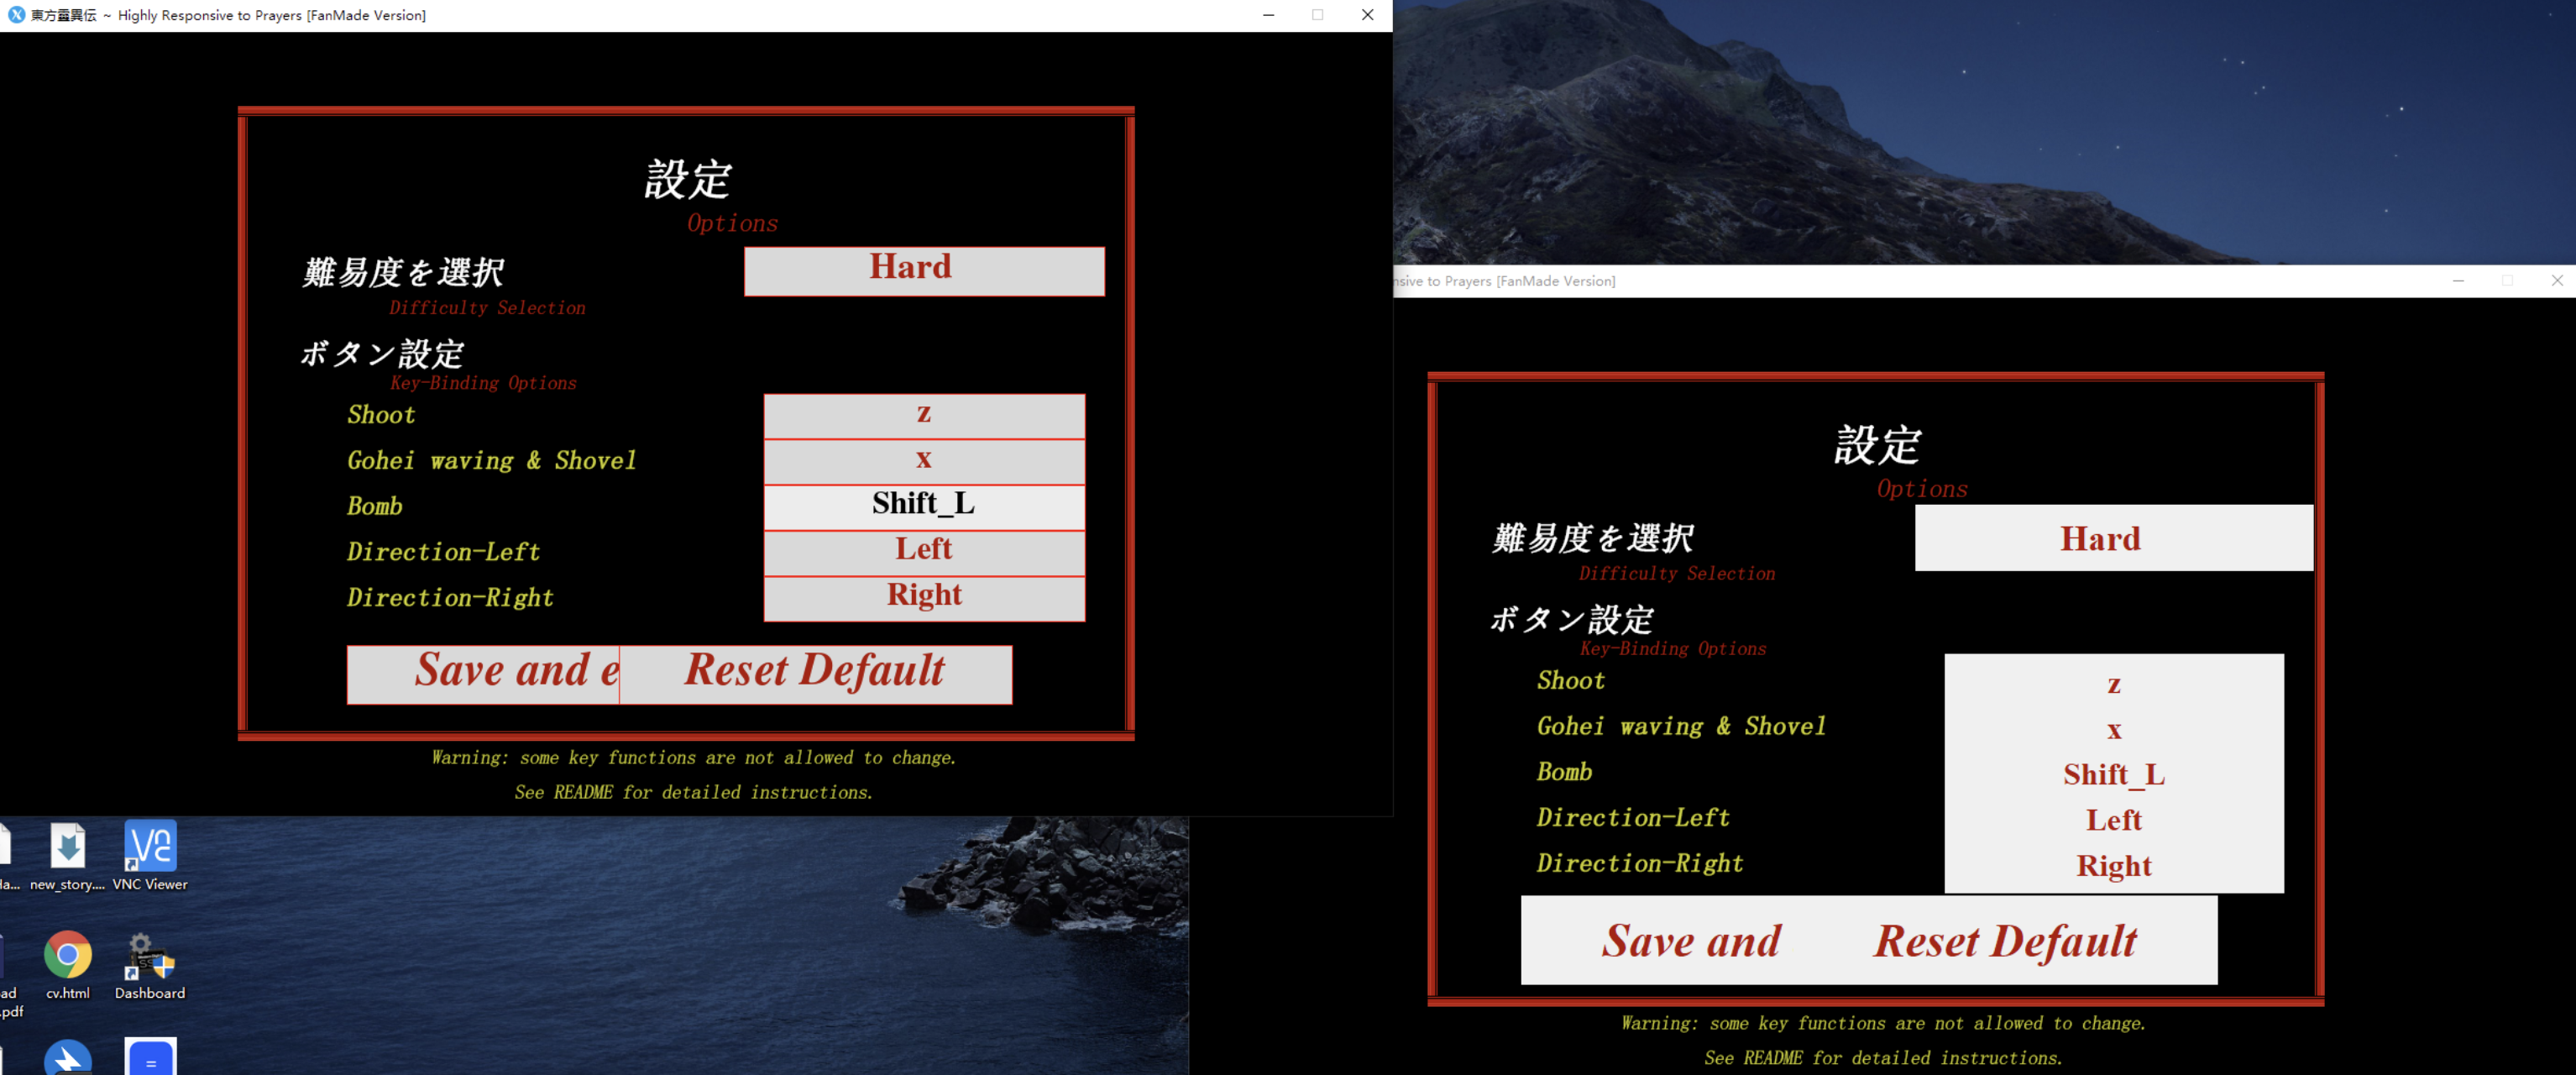 東方靈異伝 ~ Highly Responsive to Prayers [FanMade Version]
設定
Options
難易度を選択
Hard
Difficulty Selection
ボタン設定
Key-Binding Options
Shoot
z
Gohei waving & Shovel
x
Bomb
Shift_L
Direction-Left
Left
Direction-Right
Right
Save and e
Reset Default
Warning: some key functions are not allowed to change.
See README for detailed instructions.
nsive to Prayers [FanMade Version]
設定
Options
難易度を選択
Hard
Difficulty Selection
ボタン設定
Key-Binding Options
Shoot
z
Gohei waving & Shovel
x
Bomb
Shift_L
Direction-Left
Left
Direction-Right
Right
Save and
Reset Default
Warning: some key functions are not allowed to change.
See README for detailed instructions.
new_story....
VNC Viewer
ad
.pdf
cv.html
Dashboard